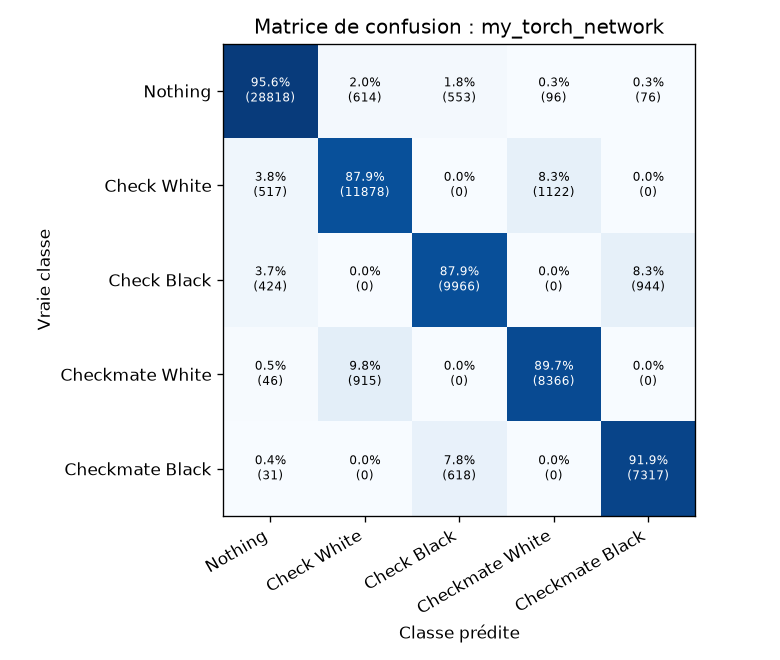 Matrice de confusion : my_torch_network
Nothing
95.6% 2.0% 1.8% 0.3% 0.3%
(28818) (614) (553) (96) (76)
Check White
3.8% 87.9% 0.0% 8.3% 0.0%
(517) (11878) (0) (1122) (0)
Check Black
3.7% 0.0% 87.9% 0.0% 8.3%
(424) (0) (9966) (0) (944)
Checkmate White
0.5% 9.8% 0.0% 89.7% 0.0%
(46) (915) (0) (8366) (0)
Checkmate Black
0.4% 0.0% 7.8% 0.0% 91.9%
(31) (0) (618) (0) (7317)
Vraie classe
Nothing
Check White
Check Black
Checkmate White
Checkmate Black
Classe prédite